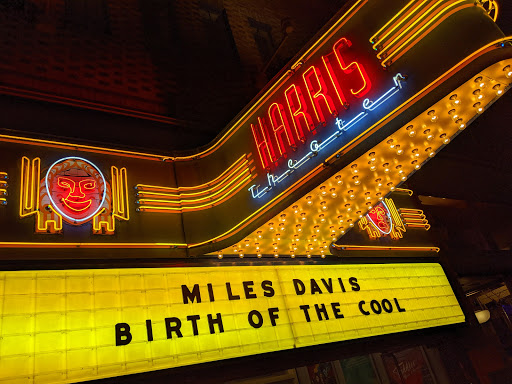 HARRIS
theater
MILES DAVIS
BIRTH OF THE COOL